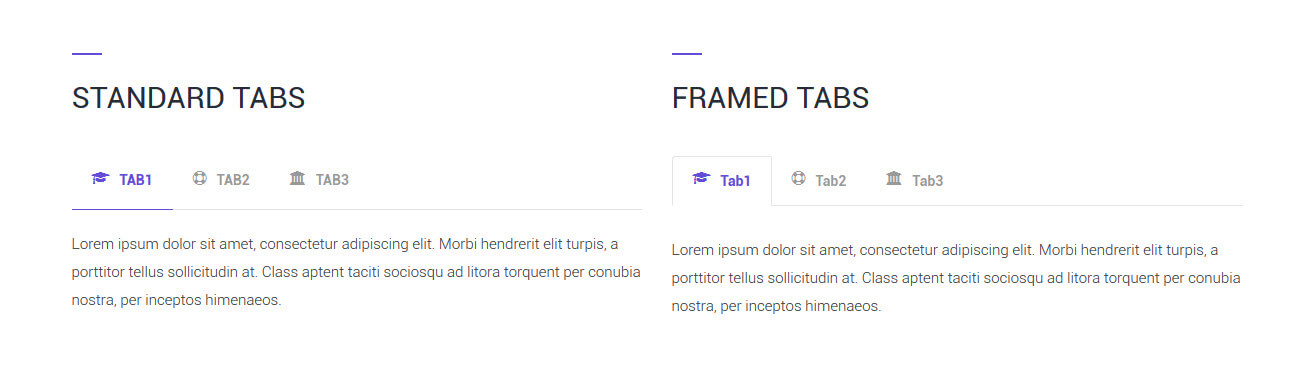 STANDARD TABS
TAB1 TAB2 TAB3
Lorem ipsum dolor sit amet, consectetur adipiscing elit. Morbi hendrerit elit turpis, a
porttitor tellus sollicitudin at. Class aptent taciti sociosqu ad litora torquent per conubia
nostra, per inceptos himenaeos.
FRAMED TABS
Tab1 Tab2 Tab3
Lorem ipsum dolor sit amet, consectetur adipiscing elit. Morbi hendrerit elit turpis, a
porttitor tellus sollicitudin at. Class aptent taciti sociosqu ad litora torquent per conubia
nostra, per inceptos himenaeos.